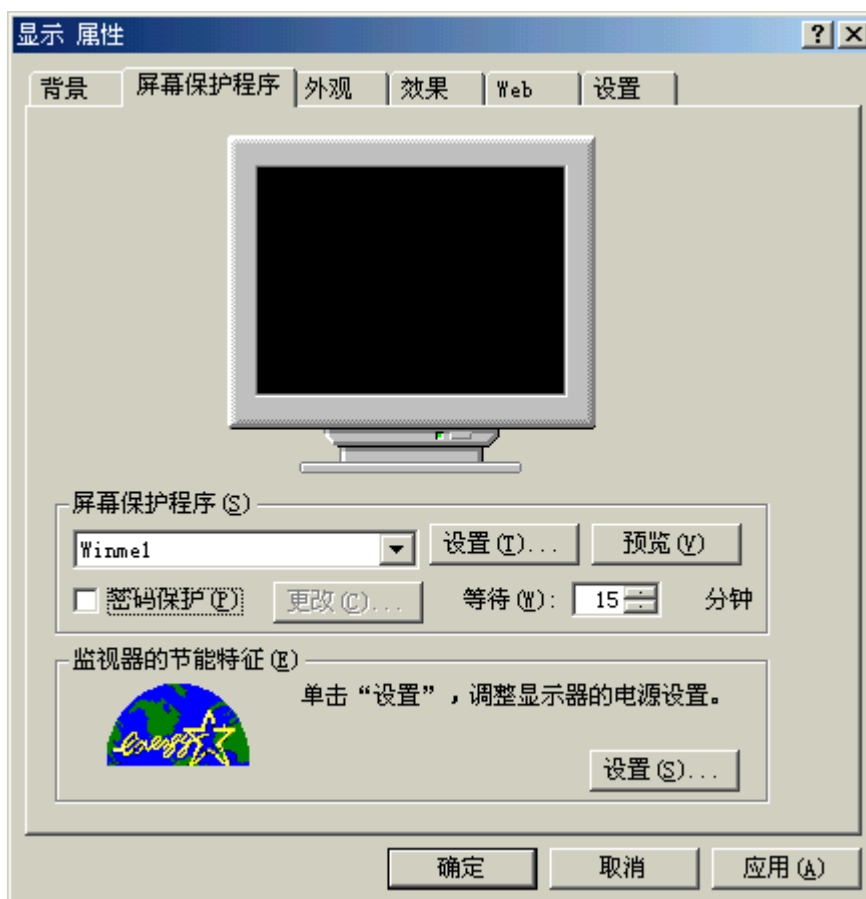 显示 属性
背景 屏幕保护程序 外观 效果 Web 设置
屏幕保护程序(S)
Winme1 设置(T)... 预览(V)
密码保护(P) 更改(C)... 等待(W): 15 分钟
监视器的节能特征(E)
单击“设置”，调整显示器的电源设置。
energy
设置(S)...
确定 取消 应用(A)